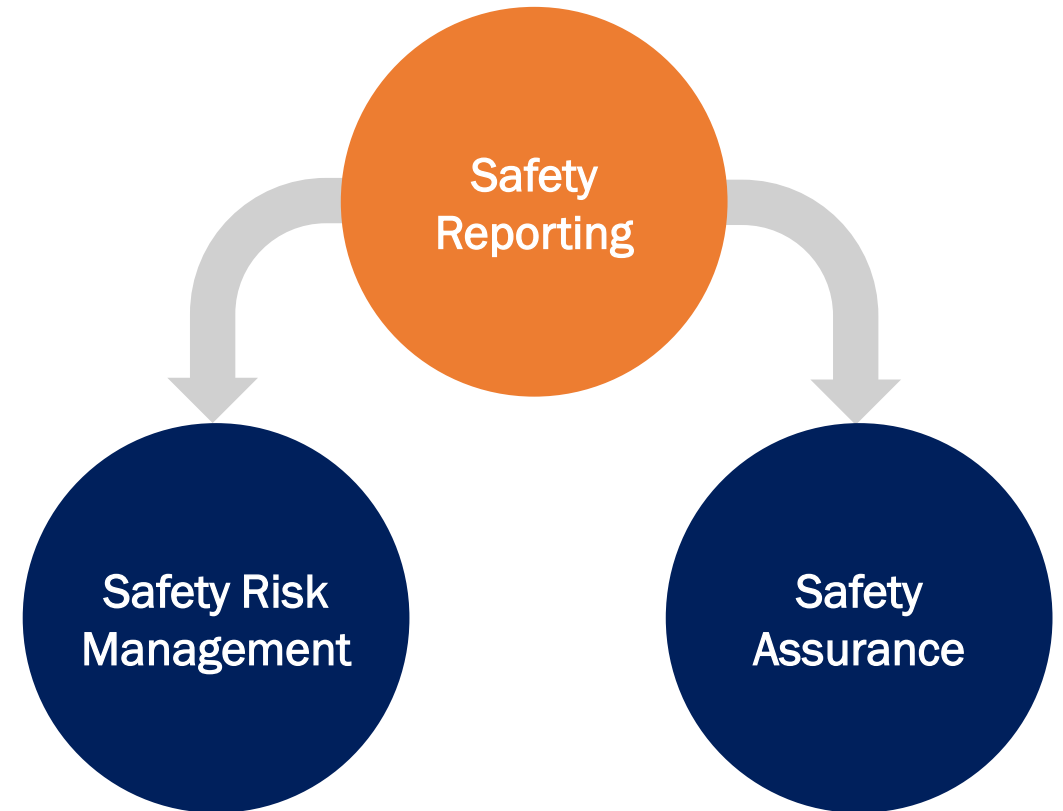 Safety
Reporting
Safety Risk
Management
Safety
Assurance